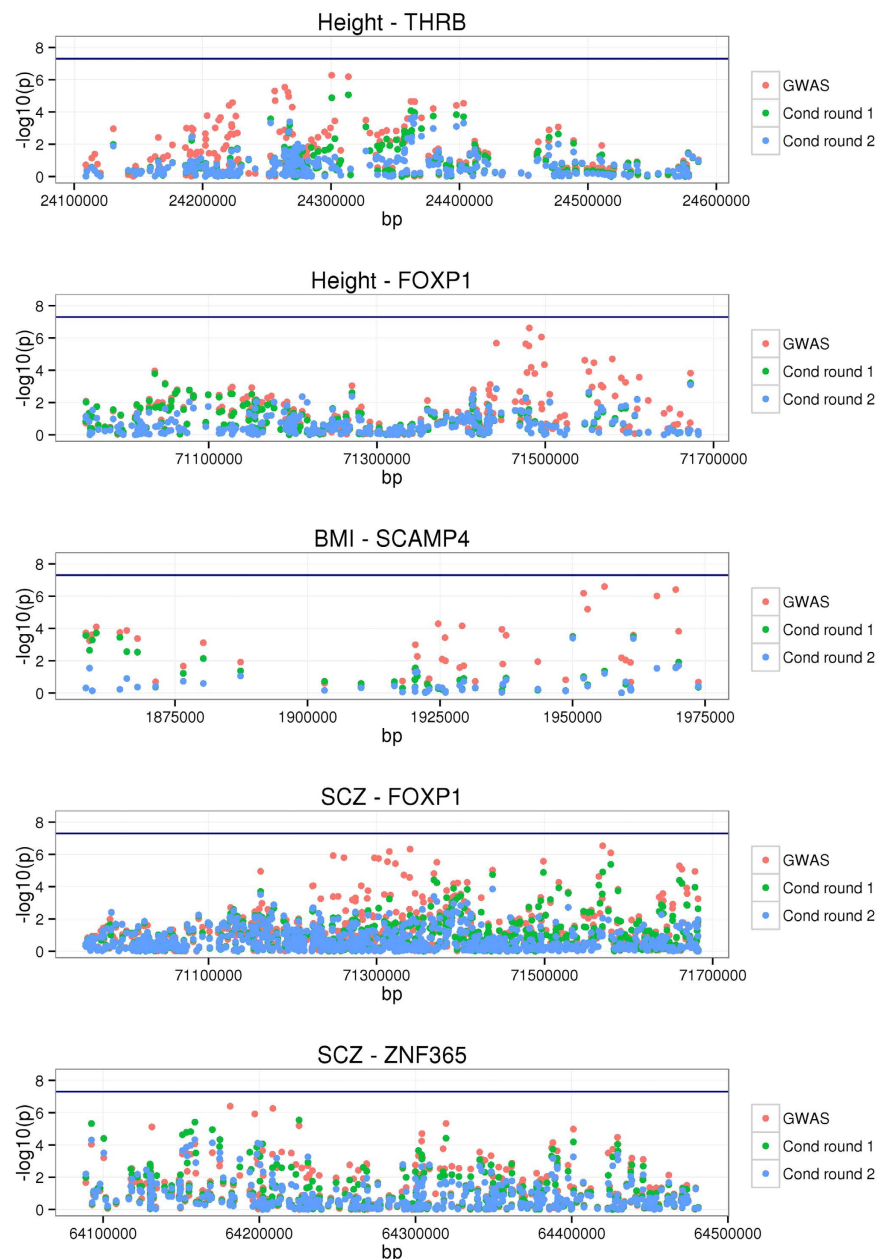 Height - THRB
8
6
4
2
0
-log10(p)
24100000 24200000 24300000 24400000 24500000 24600000
bp
GWAS
Cond round 1
Cond round 2
Height - FOXP1
8
6
4
2
0
-log10(p)
71100000 71300000 71500000 71700000
bp
GWAS
Cond round 1
Cond round 2
BMI - SCAMP4
8
6
4
2
0
-log10(p)
1875000 1900000 1925000 1950000 1975000
bp
GWAS
Cond round 1
Cond round 2
SCZ - FOXP1
8
6
4
2
0
-log10(p)
71100000 71300000 71500000 71700000
bp
GWAS
Cond round 1
Cond round 2
SCZ - ZNF365
8
6
4
2
0
-log10(p)
64100000 64200000 64300000 64400000 64500000
bp
GWAS
Cond round 1
Cond round 2